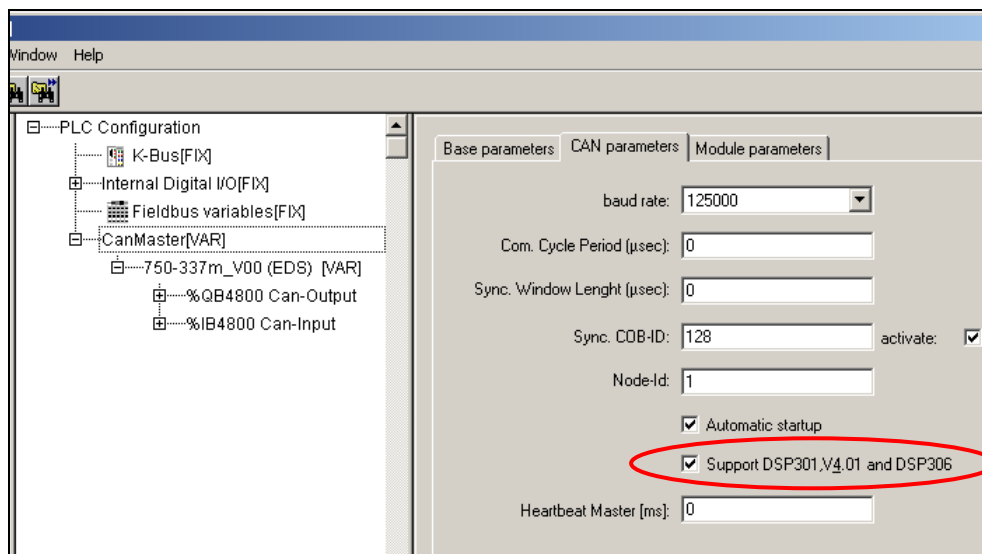 Window Help
PLC Configuration
K-Bus[FIX]
Internal Digital I/O[FIX]
Fieldbus variables[FIX]
CanMaster[VAR]
750-337m_V00 (EDS) [VAR]
%QB4800 Can-Output
%IB4800 Can-Input
Base parameters CAN parameters Module parameters
baud rate: 125000
Com. Cycle Period (µsec): 0
Sync. Window Lenght (µsec): 0
Sync. COB-ID: 128 activate:
Node-Id: 1
Automatic startup
Support DSP301,V4.01 and DSP306
Heartbeat Master [ms]: 0